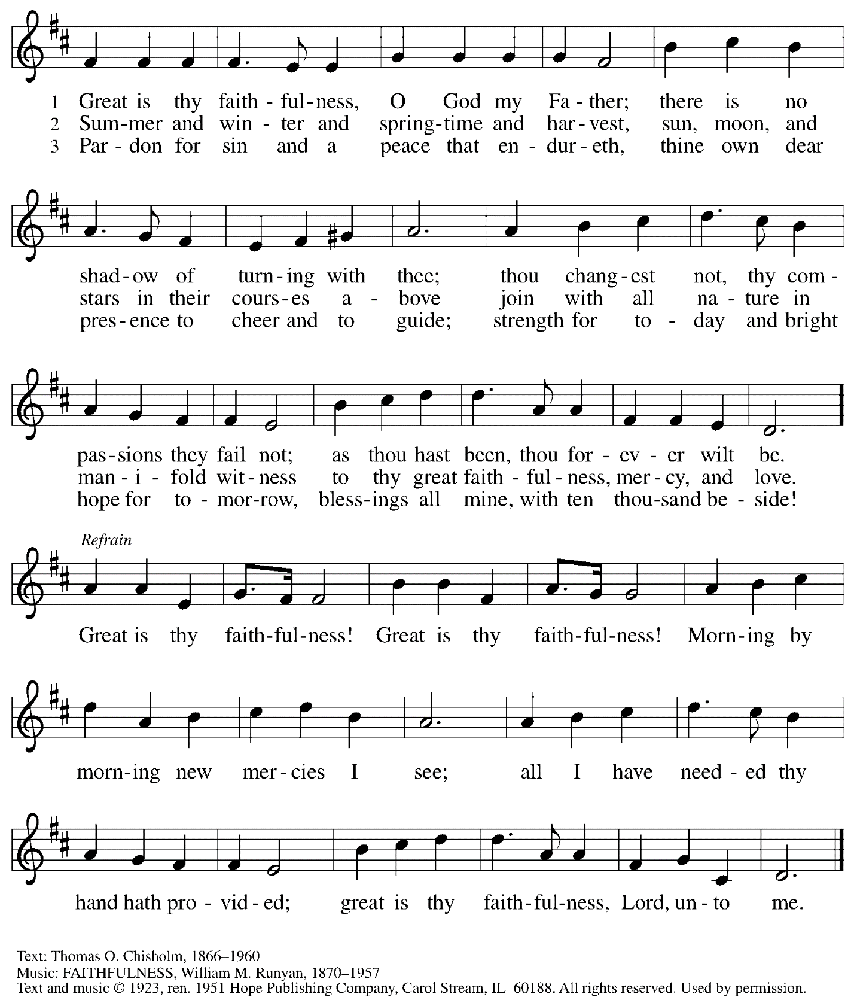 1 Great is thy faith - ful - ness, O God my Fa - ther; there is no
2 Sum - mer and win - ter and spring - time and har - vest, sun, moon, and
3 Par - don for sin and a peace that en - dur - eth, thine own dear
shad - ow of turn - ing with thee; thou chang - est not, thy com -
stars in their cours - es a - bove join with all na - ture in
pres - ence to cheer and to guide; strength for to - day and bright
pas - sions they fail not; as thou hast been, thou for - ev - er wilt be.
man - i - fold wit - ness to thy great faith - ful - ness, mer - cy, and love.
hope for to - mor - row, bless - ings all mine, with ten thou - sand be - side!
Refrain
Great is thy faith - ful - ness! Great is thy faith - ful - ness! Morn - ing by
morn - ing new mer - cies I see; all I have need - ed thy
hand hath pro - vid - ed; great is thy faith - ful - ness, Lord, un - to me.
Text: Thomas O. Chisholm, 1866–1960
Music: FAITHFULNESS, William M. Runyan, 1870–1957
Text and music © 1923, ren. 1951 Hope Publishing Company, Carol Stream, IL 60188. All rights reserved. Used by permission.